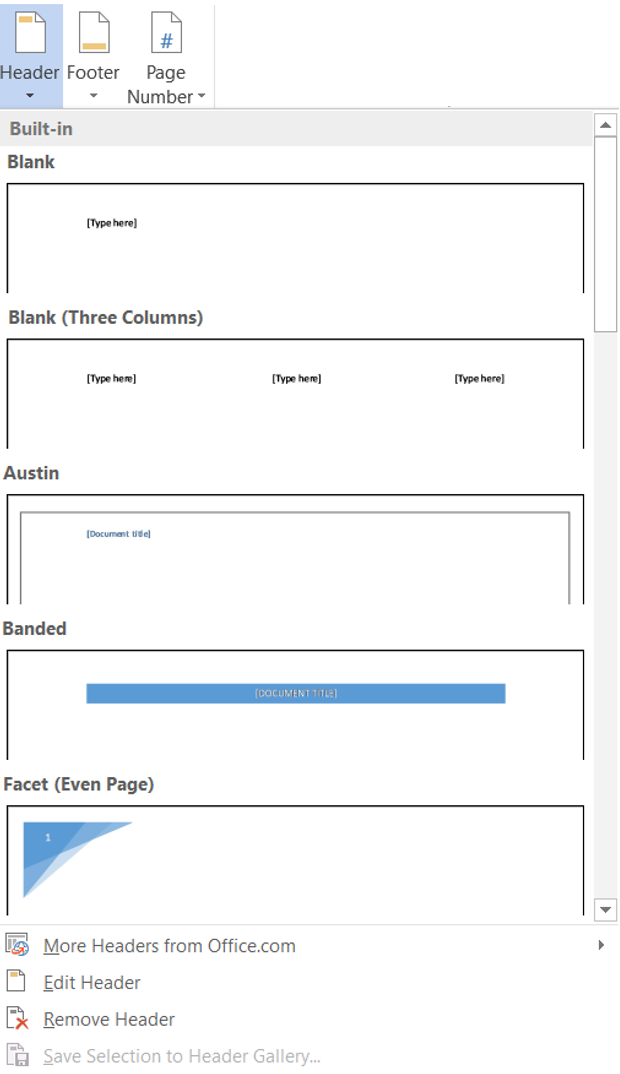 Header Footer Page
Number
#
Built-in
Blank
[Type here]
Blank (Three Columns)
[Type here] [Type here] [Type here]
Austin
[Document title]
Banded
[DOCUMENT TITLE]
Facet (Even Page)
1
More Headers from Office.com
Edit Header
Remove Header
Save Selection to Header Gallery...